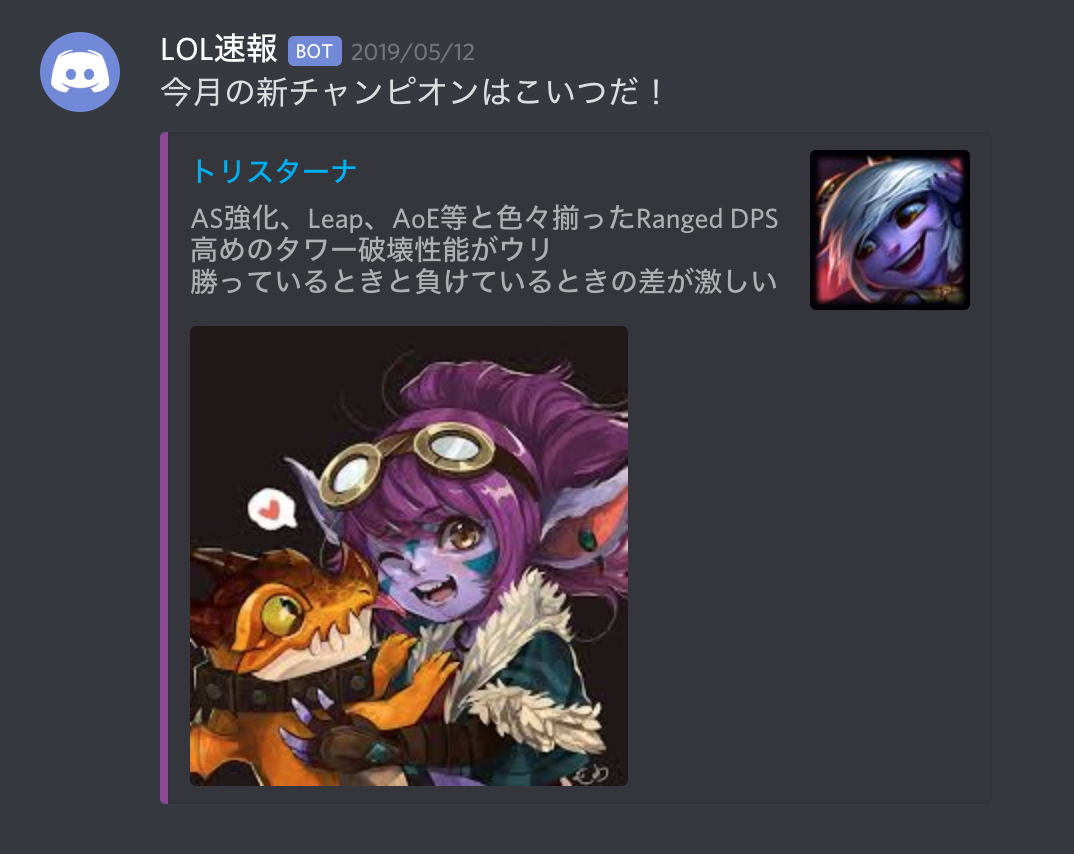 LOL速報 BOT 2019/05/12
今月の新チャンピオンはこいつだ！
トリスターナ
AS強化、Leap、AoE等と色々揃ったRanged DPS
高めのタワー破壊性能がウリ
勝っているときと負けているときの差が激しい